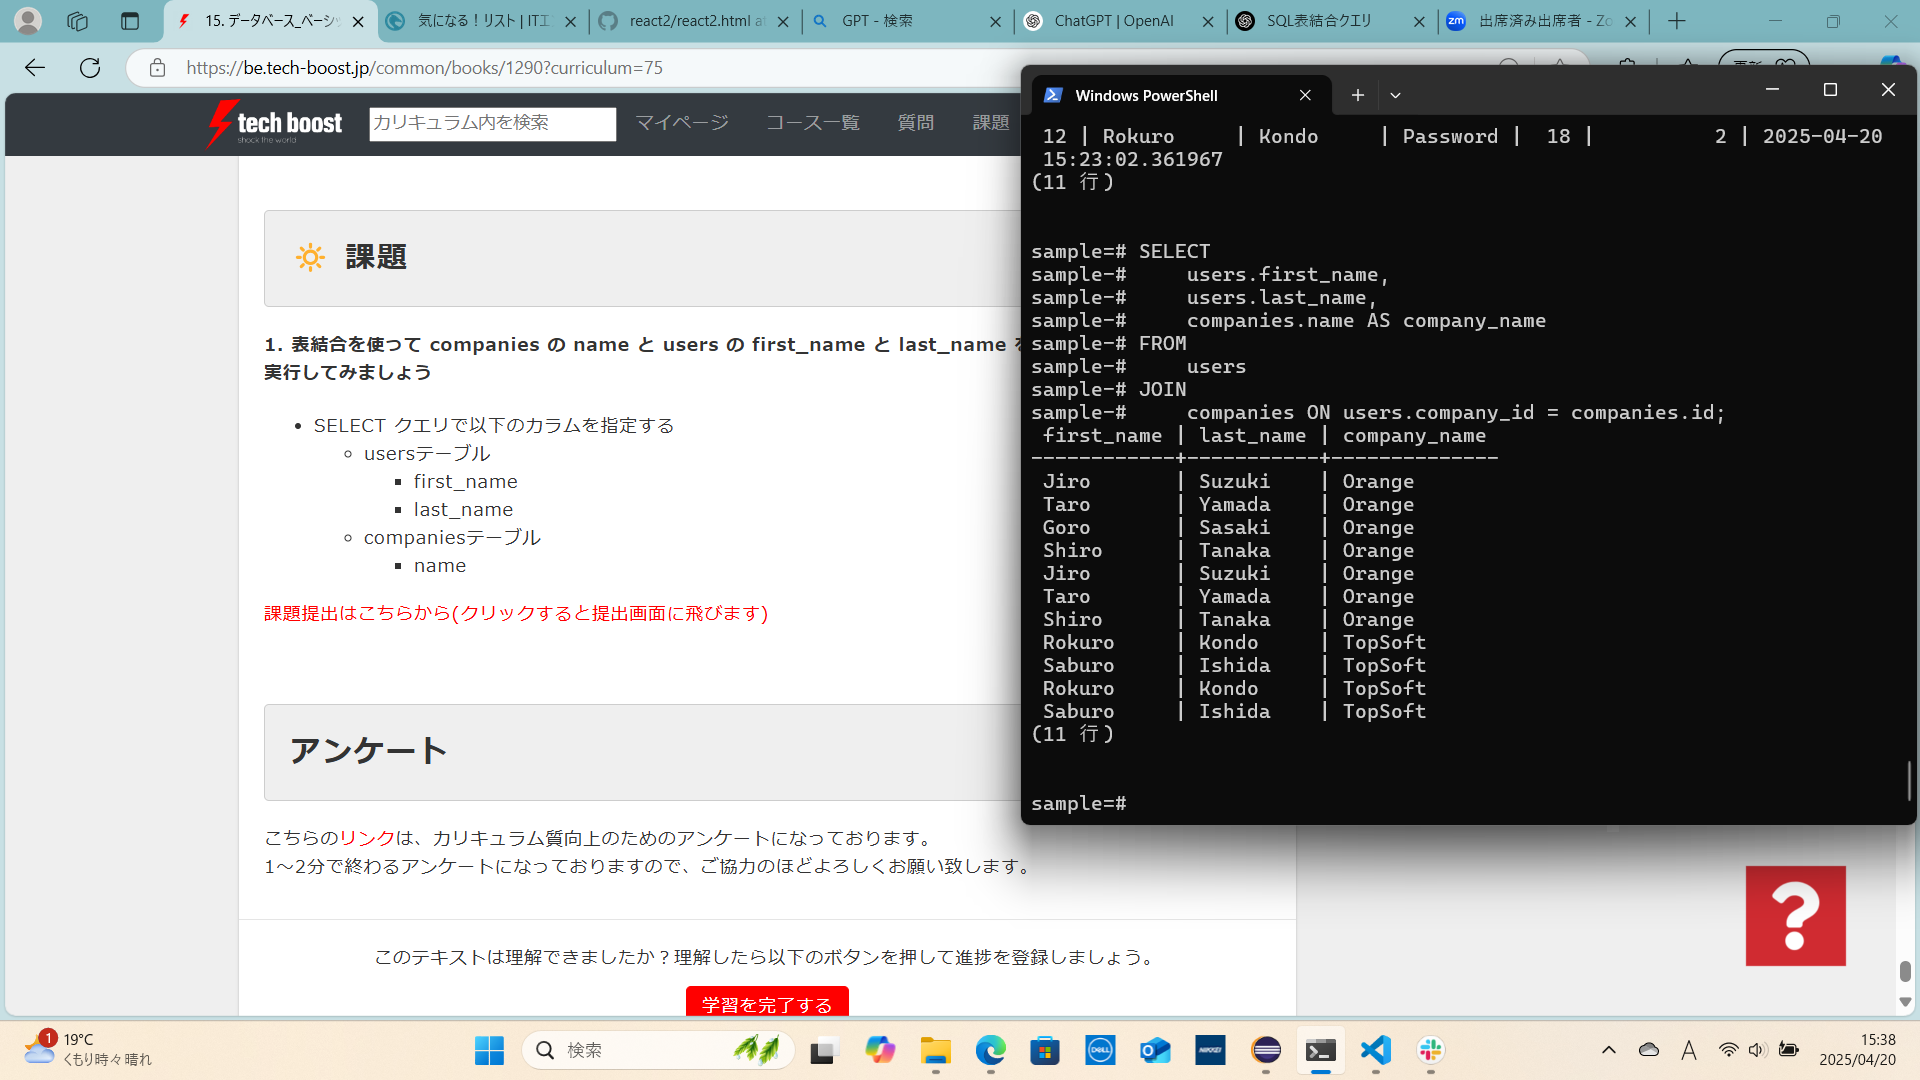 15. データベース_ベーシッ
気になる！リスト | ITエ
react2/react2.html a
GPT - 検索
ChatGPT | OpenAI
SQL表結合クエリ
出席済み出席者 - Zo
https://be.tech-boost.jp/common/books/1290?curriculum=75
tech boost
shock the world
カリキュラム内を検索
マイページ
コース一覧
質問
課題
課題
1. 表結合を使って companies の name と users の first_name と last_name
実行してみましょう
• SELECT クエリで以下のカラムを指定する
usersテーブル
first_name
last_name
companiesテーブル
name
課題提出はこちらから(クリックすると提出画面に飛びます)
アンケート
こちらのリンクは、カリキュラム質向上のためのアンケートになっております。
1〜2分で終わるアンケートになっておりますので、ご協力のほどよろしくお願い致します。
このテキストは理解できましたか？理解したら以下のボタンを押して進捗を登録しましょう。
学習を完了する
Windows PowerShell
12 | Rokuro     | Kondo     | Password |  18 |          2 | 2025-04-20
15:23:02.361967
(11 行)
sample=# SELECT
sample-#     users.first_name,
sample-#     users.last_name,
sample-#     companies.name AS company_name
sample-# FROM
sample-#     users
sample-# JOIN
sample-#     companies ON users.company_id = companies.id;
first_name | last_name | company_name
------------+-----------+--------------
Jiro       | Suzuki    | Orange
Taro       | Yamada    | Orange
Goro       | Sasaki    | Orange
Shiro      | Tanaka    | Orange
Jiro       | Suzuki    | Orange
Taro       | Yamada    | Orange
Shiro      | Tanaka    | Orange
Rokuro     | Kondo     | TopSoft
Saburo     | Ishida    | TopSoft
Rokuro     | Kondo     | TopSoft
Saburo     | Ishida    | TopSoft
(11 行)
sample=#
?
1
19°C
くもり時々晴れ
検索
DELL
A
15:38
2025/04/20